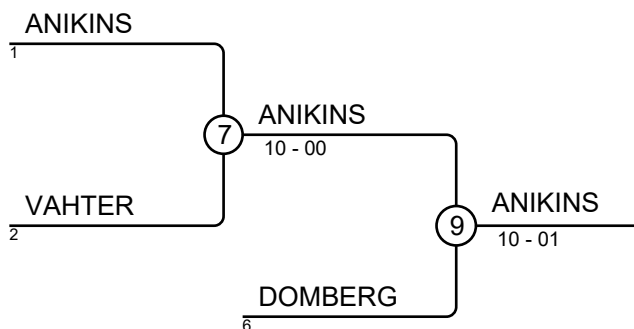 ANIKINS
1
7
ANIKINS
10 - 00
VAHTER
2
9
ANIKINS
10 - 01
DOMBERG
6